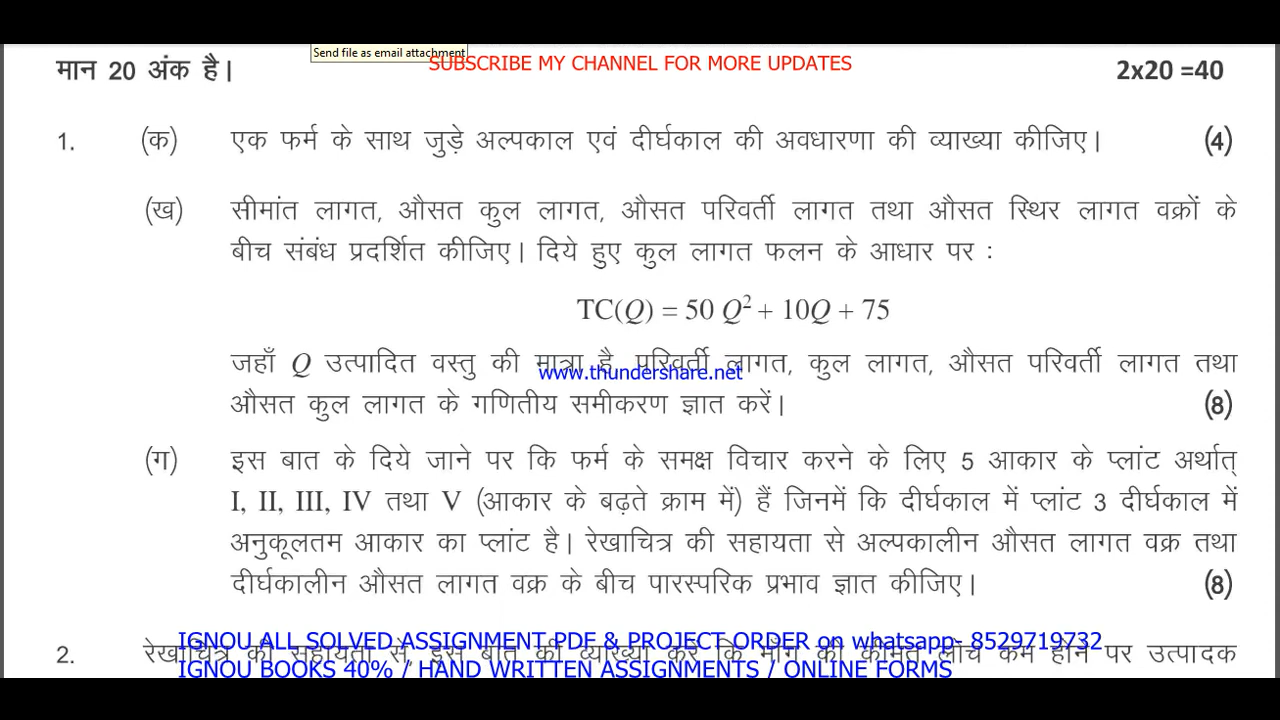 Send file as email attachment
SUBSCRIBE MY CHANNEL FOR MORE UPDATES
मान 20 अंक है। 2x20 =40
1. (क) एक फर्म के साथ जुड़े अल्पकाल एवं दीर्घकाल की अवधारणा की व्याख्या कीजिए। (4)
(ख) सीमांत लागत, औसत कुल लागत, औसत परिवर्ती लागत तथा औसत स्थिर लागत वक्रों के
बीच संबंध प्रदर्शित कीजिए। दिये हुए कुल लागत फलन के आधार पर :
TC(Q) = 50 Q² + 10Q + 75
जहाँ Q उत्पादित वस्तु की मात्रा है, परिवर्ती लागत, कुल लागत, औसत परिवर्ती लागत तथा
www.thundershare.net
औसत कुल लागत के गणितीय समीकरण ज्ञात करें। (8)
(ग) इस बात के दिये जाने पर कि फर्म के समक्ष विचार करने के लिए 5 आकार के प्लांट अर्थात्
I, II, III, IV तथा V (आकार के बढ़ते क्राम में) हैं जिनमें कि दीर्घकाल में प्लांट 3 दीर्घकाल में
अनुकूलतम आकार का प्लांट है। रेखाचित्र की सहायता से अल्पकालीन औसत लागत वक्र तथा
दीर्घकालीन औसत लागत वक्र के बीच पारस्परिक प्रभाव ज्ञात कीजिए। (8)
IGNOU ALL SOLVED ASSIGNMENT PDF & PROJECT ORDER on whatsapp- 8529719732
2. रेखाचित्र की सहायता से इस बात की व्याख्या करें कि माँग की कीमत लोच कम होने पर उत्पादक
IGNOU BOOKS 40% / HAND WRITTEN ASSIGNMENTS / ONLINE FORMS